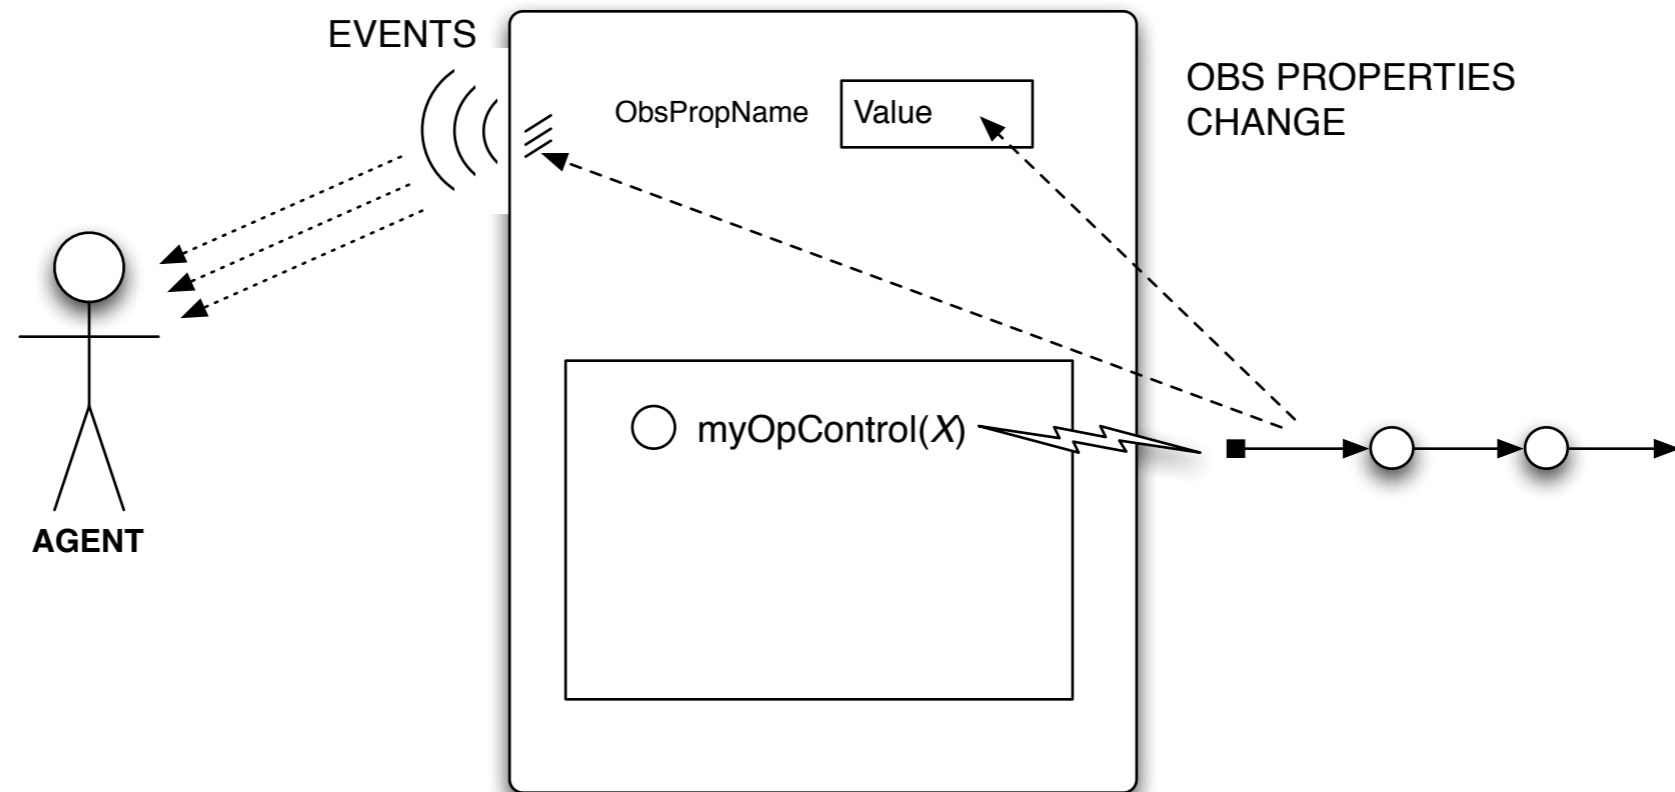 EVENTS
ObsPropName
Value
OBS PROPERTIES
CHANGE
myOpControl(X)
AGENT